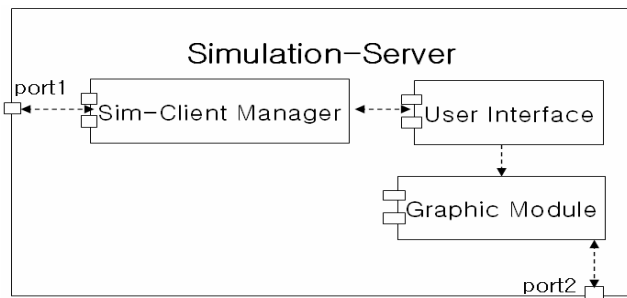 Simulation-Server
port1
Sim-Client Manager
User Interface
Graphic Module
port2